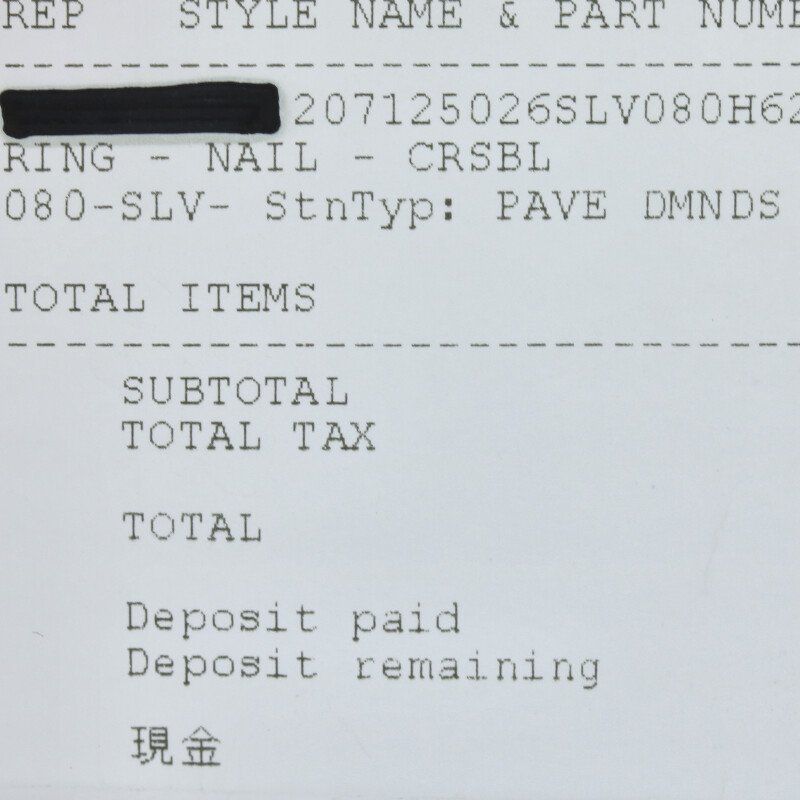 REP STYLE NAME & PART NUME
207125026SLV080H62
RING - NAIL - CRSBL
080-SLV- StnTyp: PAVE DMNDS
TOTAL ITEMS
SUBTOTAL
TOTAL TAX
TOTAL
Deposit paid
Deposit remaining
現金